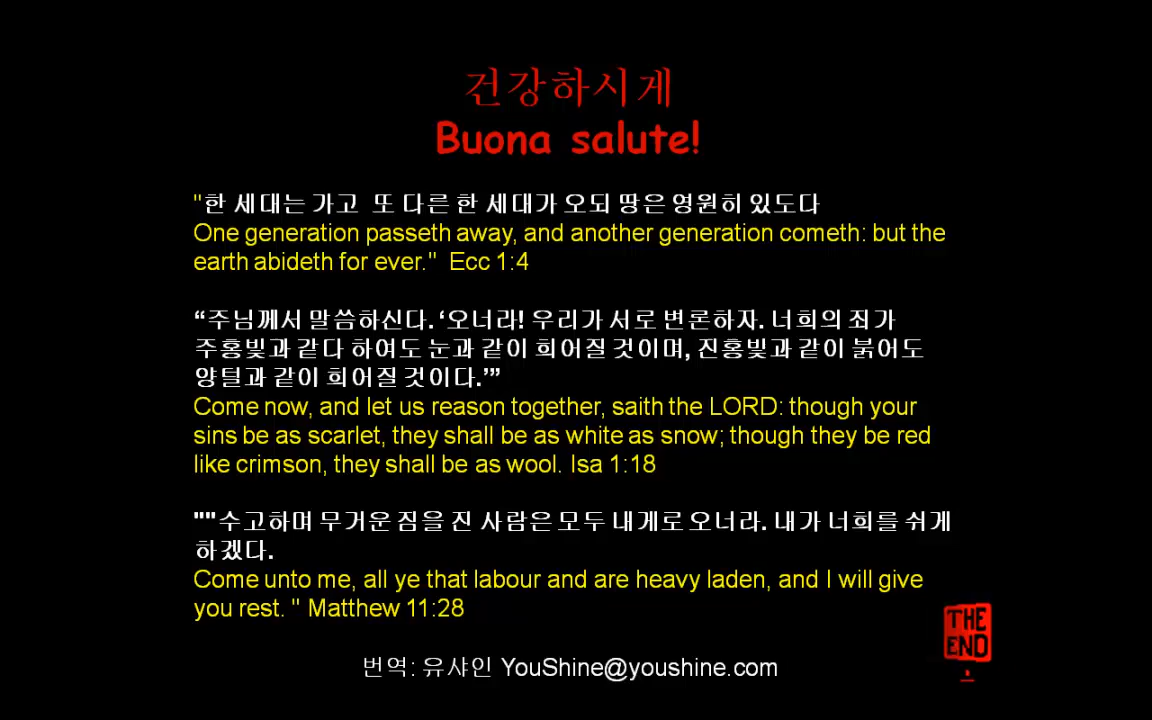 건강하시게
Buona salute!
"한 세대는 가고 또 다른 한 세대가 오되 땅은 영원히 있도다
One generation passeth away, and another generation cometh: but the
earth abideth for ever." Ecc 1:4
“주님께서 말씀하신다. ‘오너라! 우리가 서로 변론하자. 너희의 죄가
주홍빛과 같다 하여도 눈과 같이 희어질 것이며, 진홍빛과 같이 붉어도
양털과 같이 희어질 것이다.’”
Come now, and let us reason together, saith the LORD: though your
sins be as scarlet, they shall be as white as snow; though they be red
like crimson, they shall be as wool. Isa 1:18
""수고하며 무거운 짐을 진 사람은 모두 내게로 오너라. 내가 너희를 쉬게
하겠다.
Come unto me, all ye that labour and are heavy laden, and I will give
you rest. " Matthew 11:28
THE
END
번역: 유샤인 YouShine@youshine.com